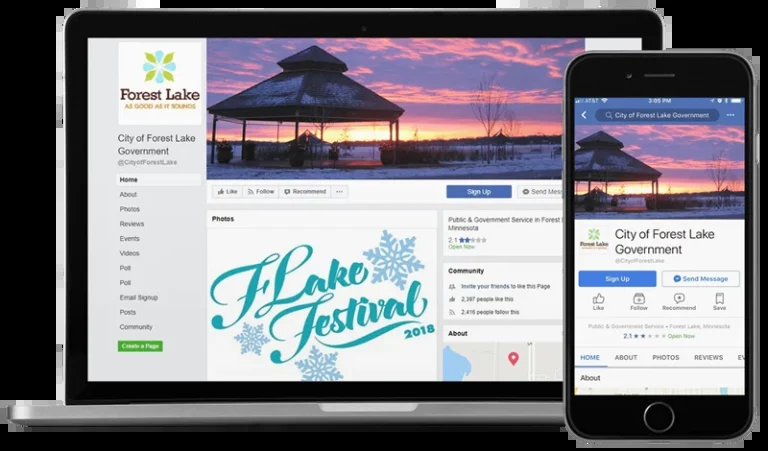 Forest Lake
AS GOOD AS IT SOUNDS
City of Forest Lake
Government
@CityofForestLake
Home
About
Photos
Reviews
Events
Videos
Poll
Poll
Email Signup
Posts
Community
Create a Page
Like
Follow
Recommend
...
Sign Up
Send Mess
Photos
FLake
Festival
2018
Public & Government Service in Forest
Minnesota
2.1
Open Now
Community
Invite your friends to like this Page
2,397 people like this
2,416 people follow this
About
AT&T 3:05 PM
City of Forest Lake Government
Forest Lake
City of Forest Lake
Government
@CityofForestLake
Sign Up
Send Message
Like Follow Recommend Save
Public & Government Service • Forest Lake, Minnesota
2.1 Open Now
HOME ABOUT PHOTOS REVIEWS EV
About